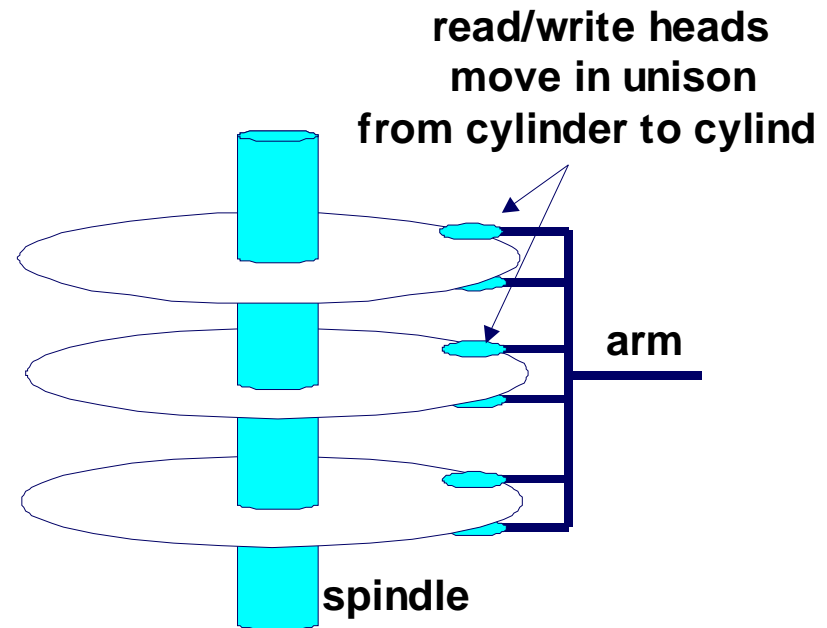 read/write heads
move in unison
from cylinder to cylind
arm
spindle